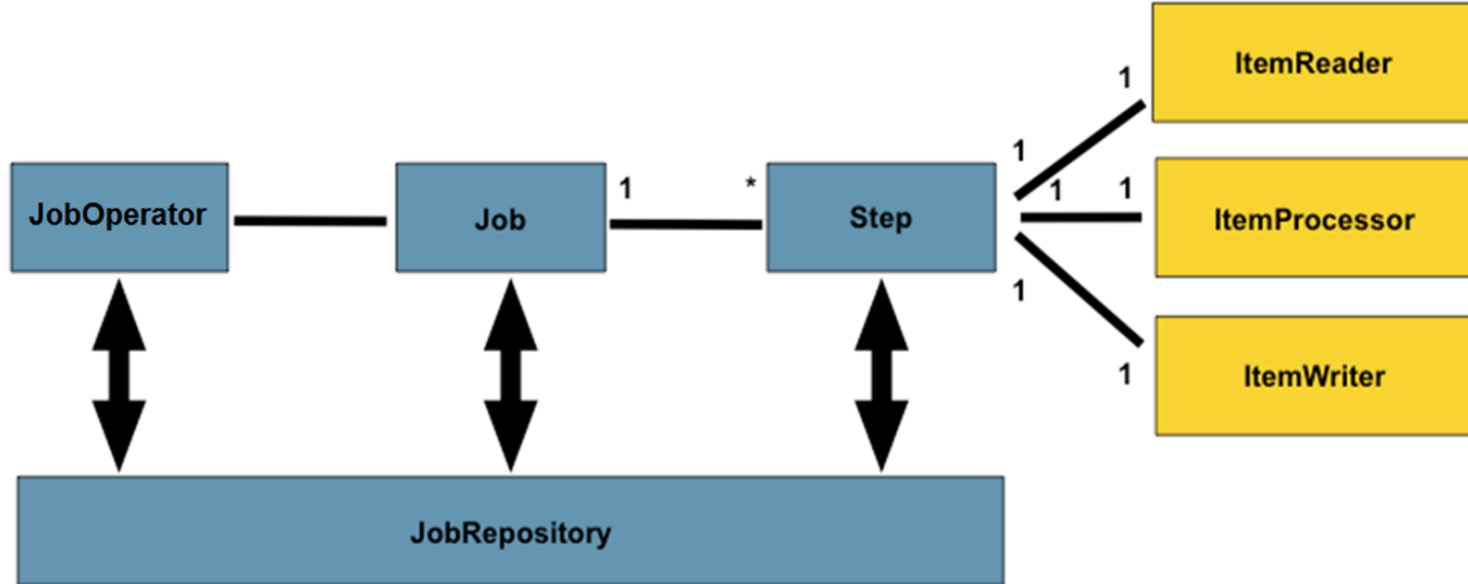 ItemReader
1
1
JobOperator
Job
1
*
Step
1
1
ItemProcessor
1
1
ItemWriter
JobRepository